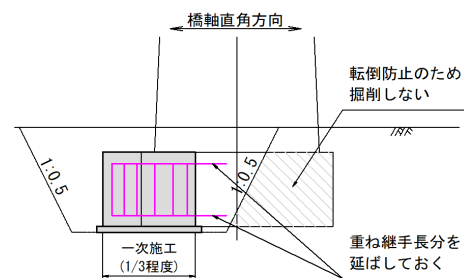 橋軸直角方向
転倒防止のため
掘削しない
1:0.5
1:0.5
一次施工
(1/3程度)
重ね継手長分を
延ばしておく